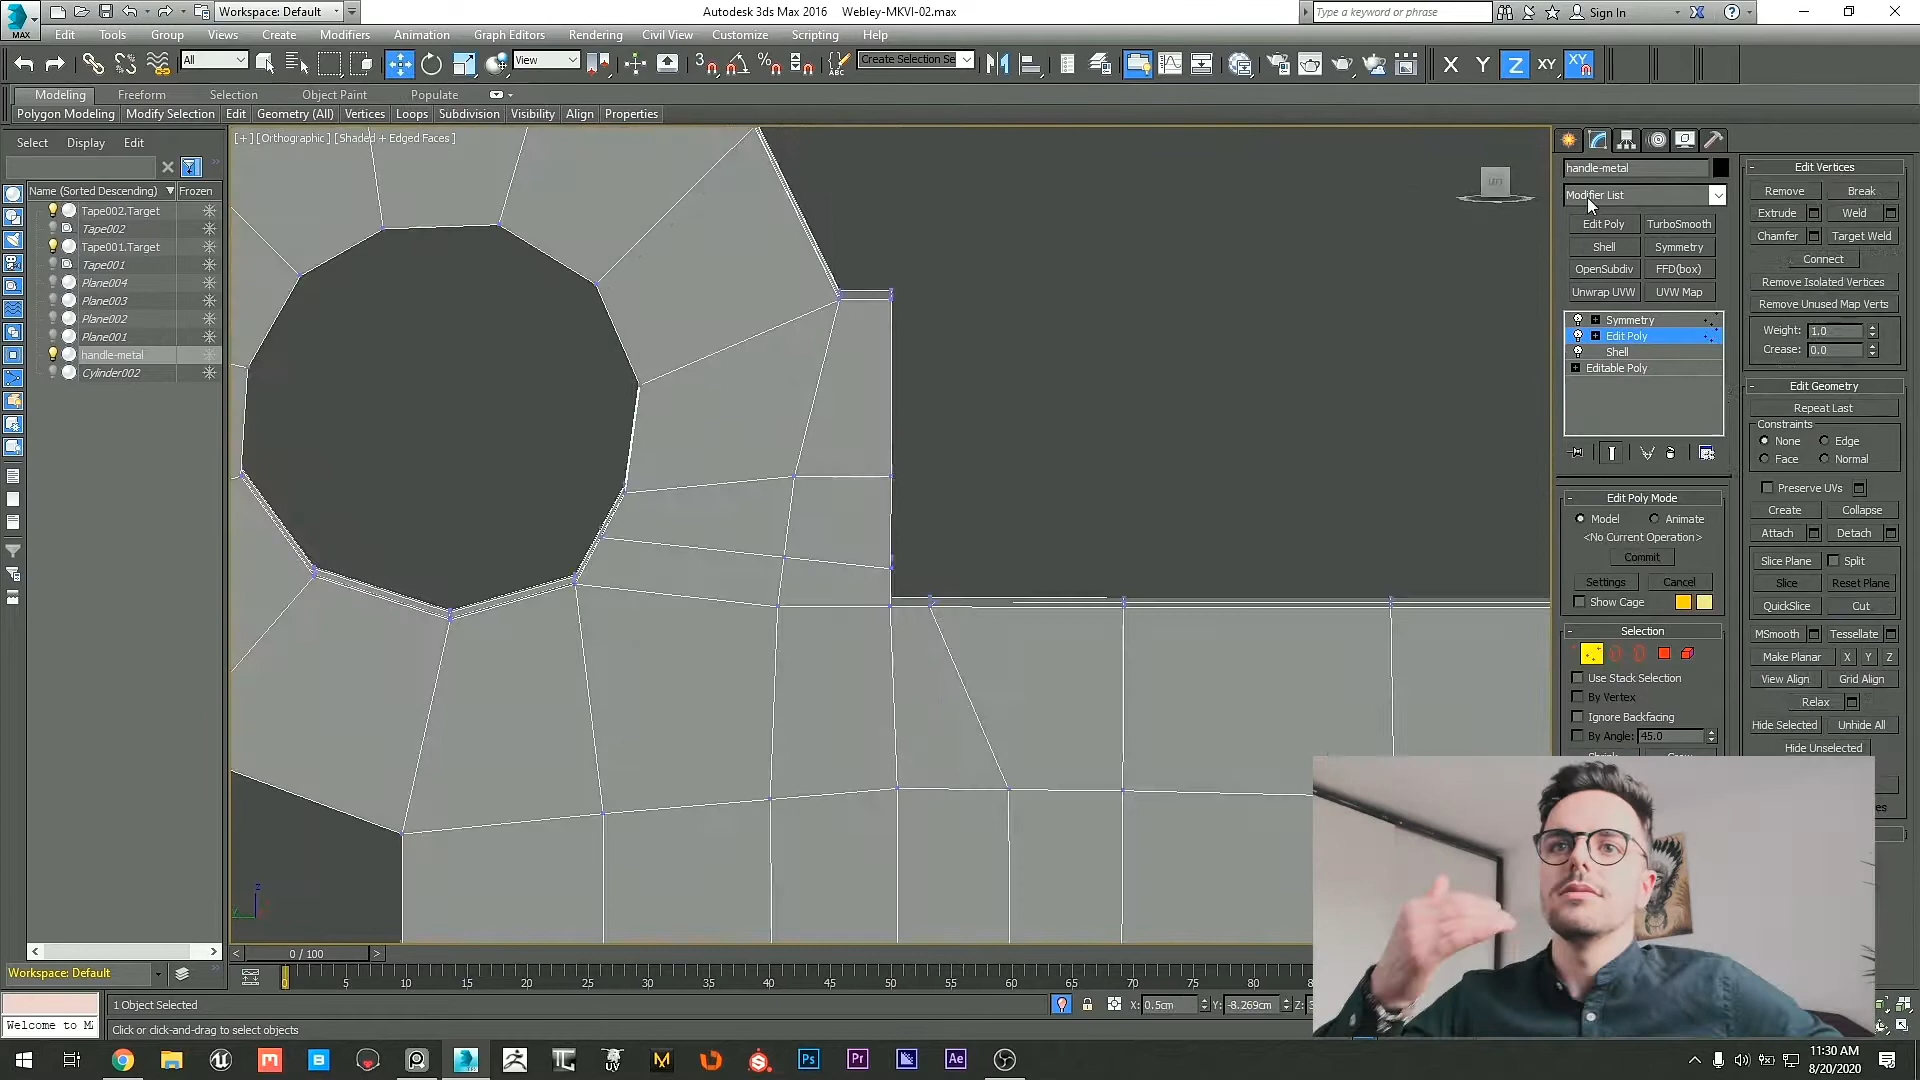 Workspace: Default
Autodesk 3ds Max 2016 Webley-MKVI-02.max
Type a keyword or phrase
Sign In
MAX
Edit Tools Group Views Create Modifiers Animation Graph Editors Rendering Civil View Customize Scripting Help
All
View
Create Selection Se
X Y Z XY XY
Modeling Freeform Selection Object Paint Populate
Polygon Modeling Modify Selection Edit Geometry (All) Vertices Loops Subdivision Visibility Align Properties
Select Display Edit
Name (Sorted Descending) Frozen
Tape002.Target
Tape002
Tape001.Target
Tape001
Plane004
Plane003
Plane002
Plane001
handle-metal
Cylinder002
[+] [Orthographic] [Shaded + Edged Faces]
LEFT
handle-metal
Modifier List
Edit Poly TurboSmooth
Shell Symmetry
OpenSubdiv FFD(box)
Unwrap UVW UVW Map
Symmetry
Edit Poly
Shell
Editable Poly
Edit Poly Mode
Model Animate
<No Current Operation>
Commit
Settings Cancel
Show Cage
Selection
Use Stack Selection
By Vertex
Ignore Backfacing
By Angle: 45.0
Edit Vertices
Remove Break
Extrude Weld
Chamfer Target Weld
Connect
Remove Isolated Vertices
Remove Unused Map Verts
Weight: 1.0
Crease: 0.0
Edit Geometry
Repeat Last
Constraints
None Edge
Face Normal
Preserve UVs
Create Collapse
Attach Detach
Slice Plane Split
Slice Reset Plane
QuickSlice Cut
MSmooth Tessellate
Make Planar X Y Z
View Align Grid Align
Relax
Hide Selected Unhide All
Hide Unselected
0 / 100
Workspace: Default
5 10 15 20 25 30 35 40 45 50 55 60 65 70 75 80
1 Object Selected
X: 0.5cm Y: -8.269cm Z:
Welcome to M
Click or click-and-drag to select objects
UV
Ps Pr Ae
11:30 AM
8/20/2020